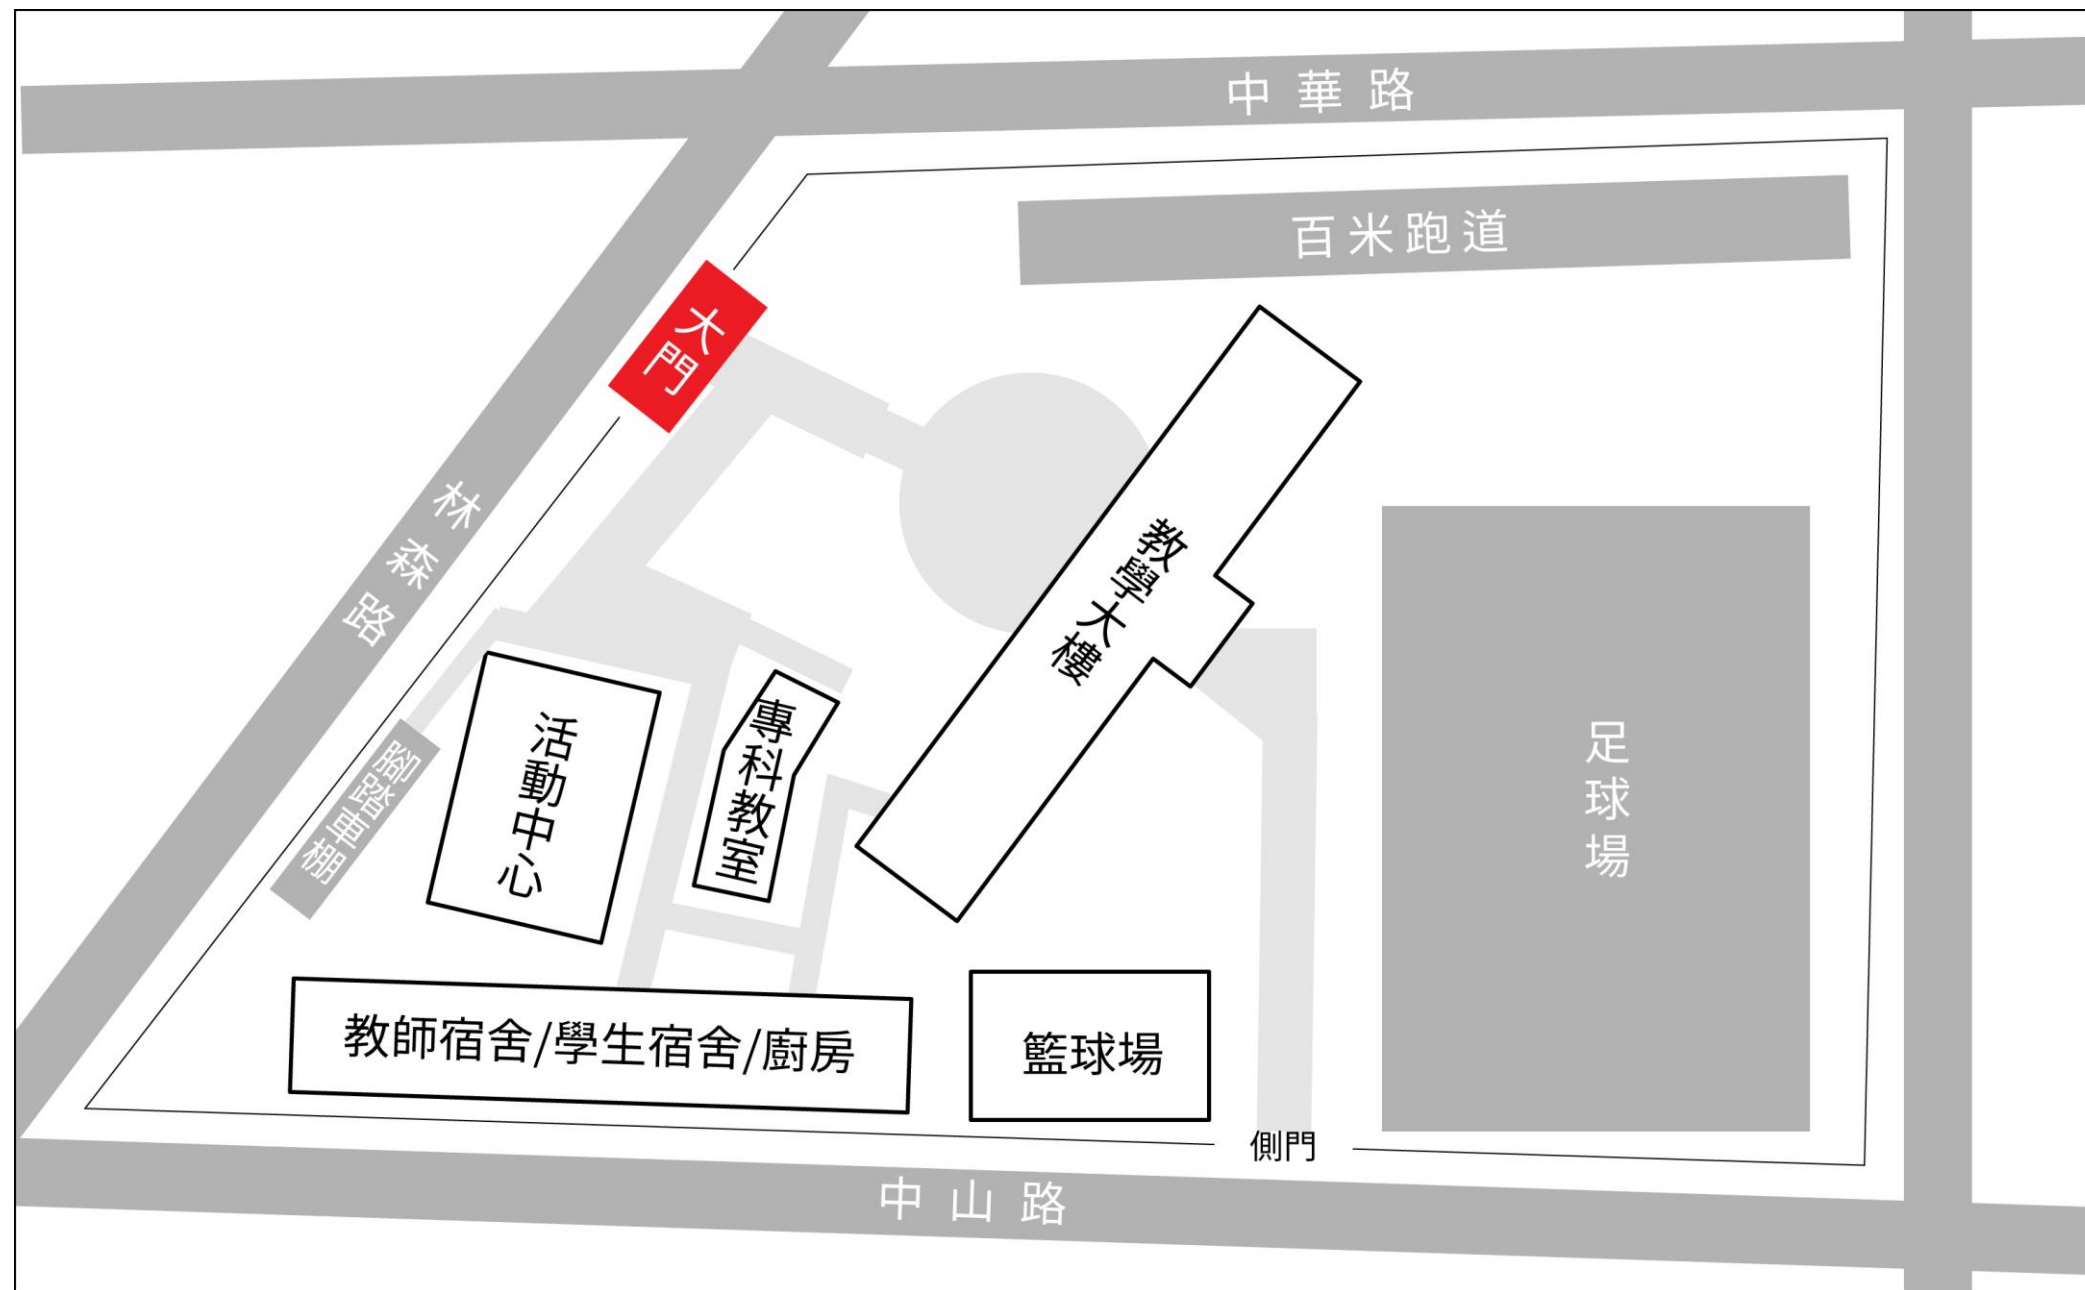 中華路
百米跑道
大門
林森路
教學大樓
專科教室
活動中心
腳踏車棚
足球場
教師宿舍/學生宿舍/廚房
籃球場
側門
中山路